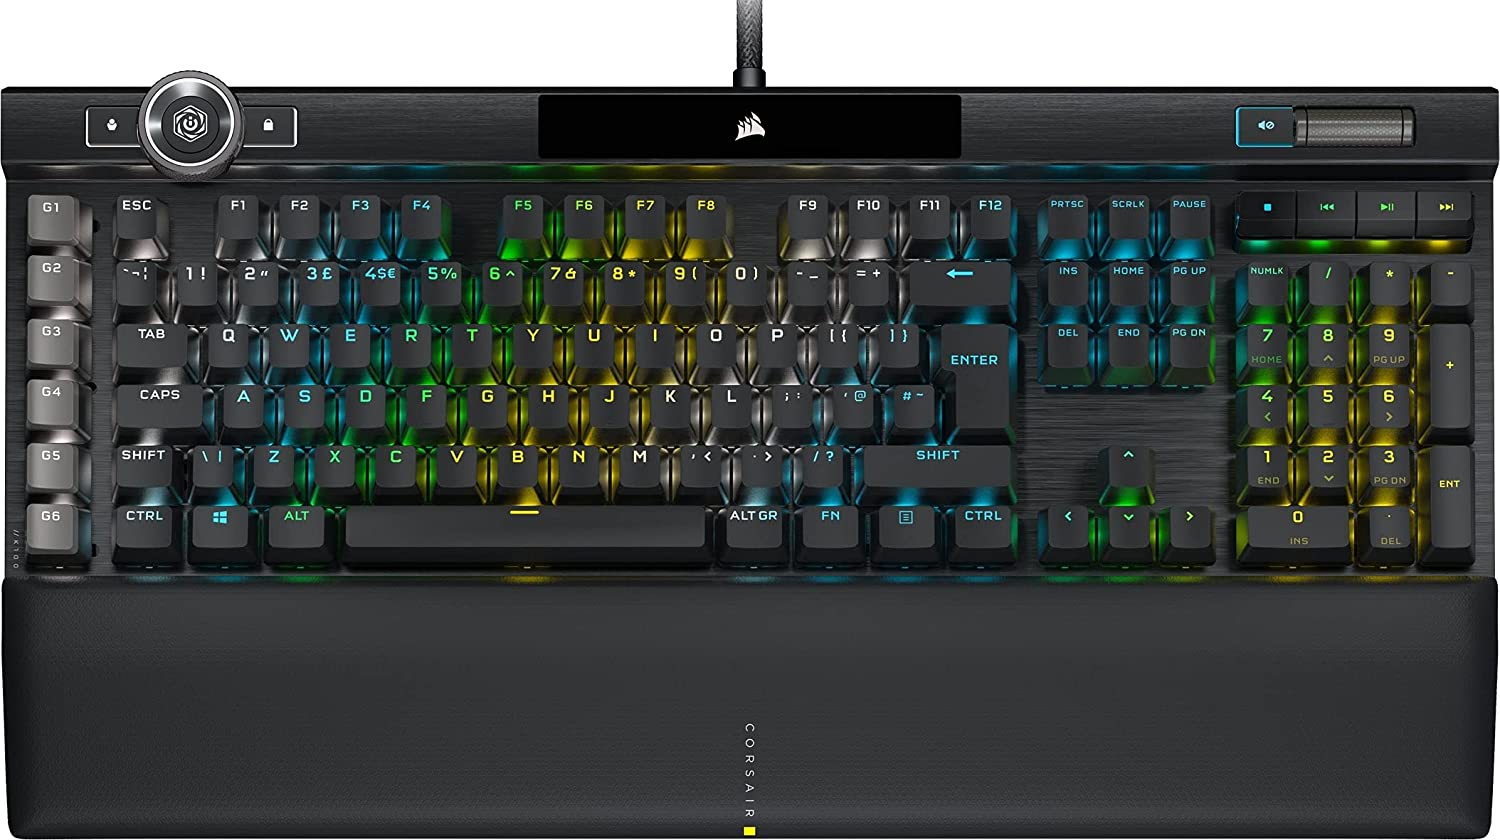 G1 ESC F1 F2 F3 F4 F5 F6 F7 F8 F9 F10 F11 F12 PRTSC SCRLK PAUSE
G2 `¬¦ 1! 2" 3£ 4$€ 5% 6^ 7& 8* 9( 0) -_ =+ INS HOME PG UP NUMLK / * -
G3 TAB Q W E R T Y U I O P [{ ]} ENTER DEL END PG DN 7 HOME 8 9 PG UP +
G4 CAPS A S D F G H J K L ;: '@ #~ 4 5 6
G5 SHIFT \| Z X C V B N M ,< .> /? SHIFT 1 END 2 3 PG DN ENT
G6 CTRL ALT ALT GR FN CTRL 0 INS . DEL
//K100
CORSAIR